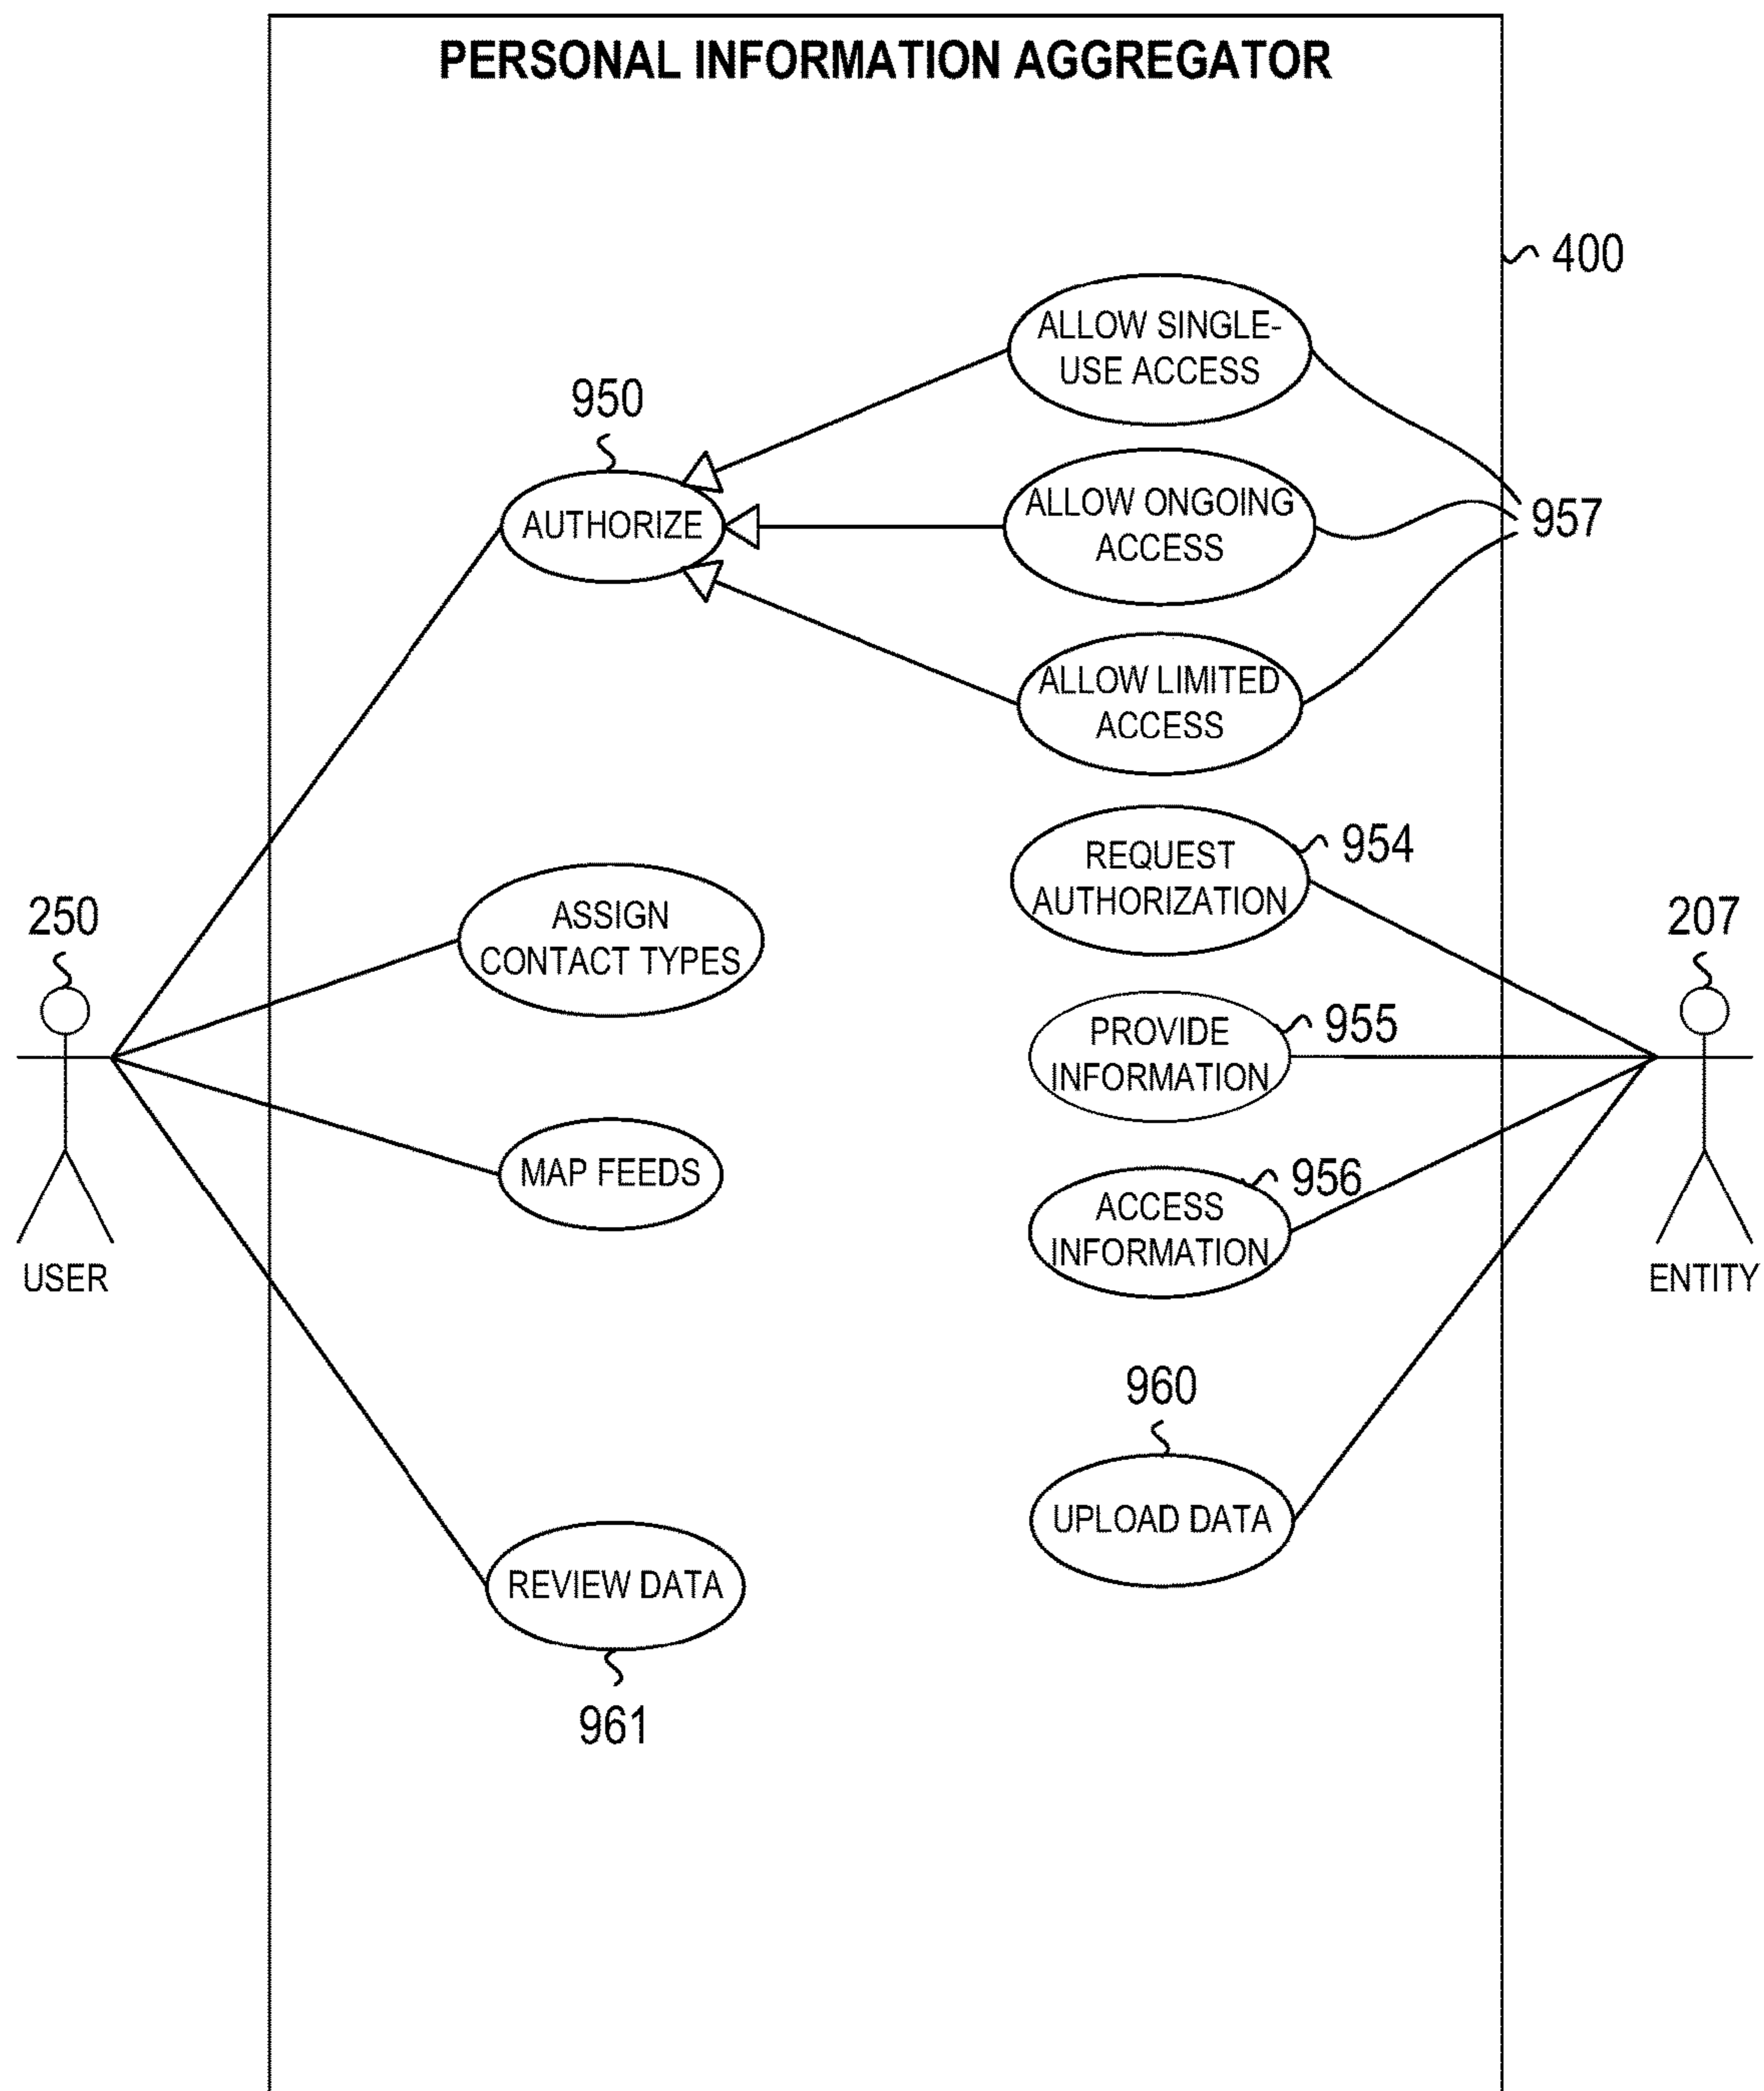 PERSONAL INFORMATION AGGREGATOR
400
ALLOW SINGLE-
USE ACCESS
950
AUTHORIZE
ALLOW ONGOING
ACCESS
957
ALLOW LIMITED
ACCESS
REQUEST
AUTHORIZATION
954
250
ASSIGN
CONTACT TYPES
207
PROVIDE
INFORMATION
955
MAP FEEDS
ACCESS
INFORMATION
956
USER
ENTITY
960
UPLOAD DATA
REVIEW DATA
961